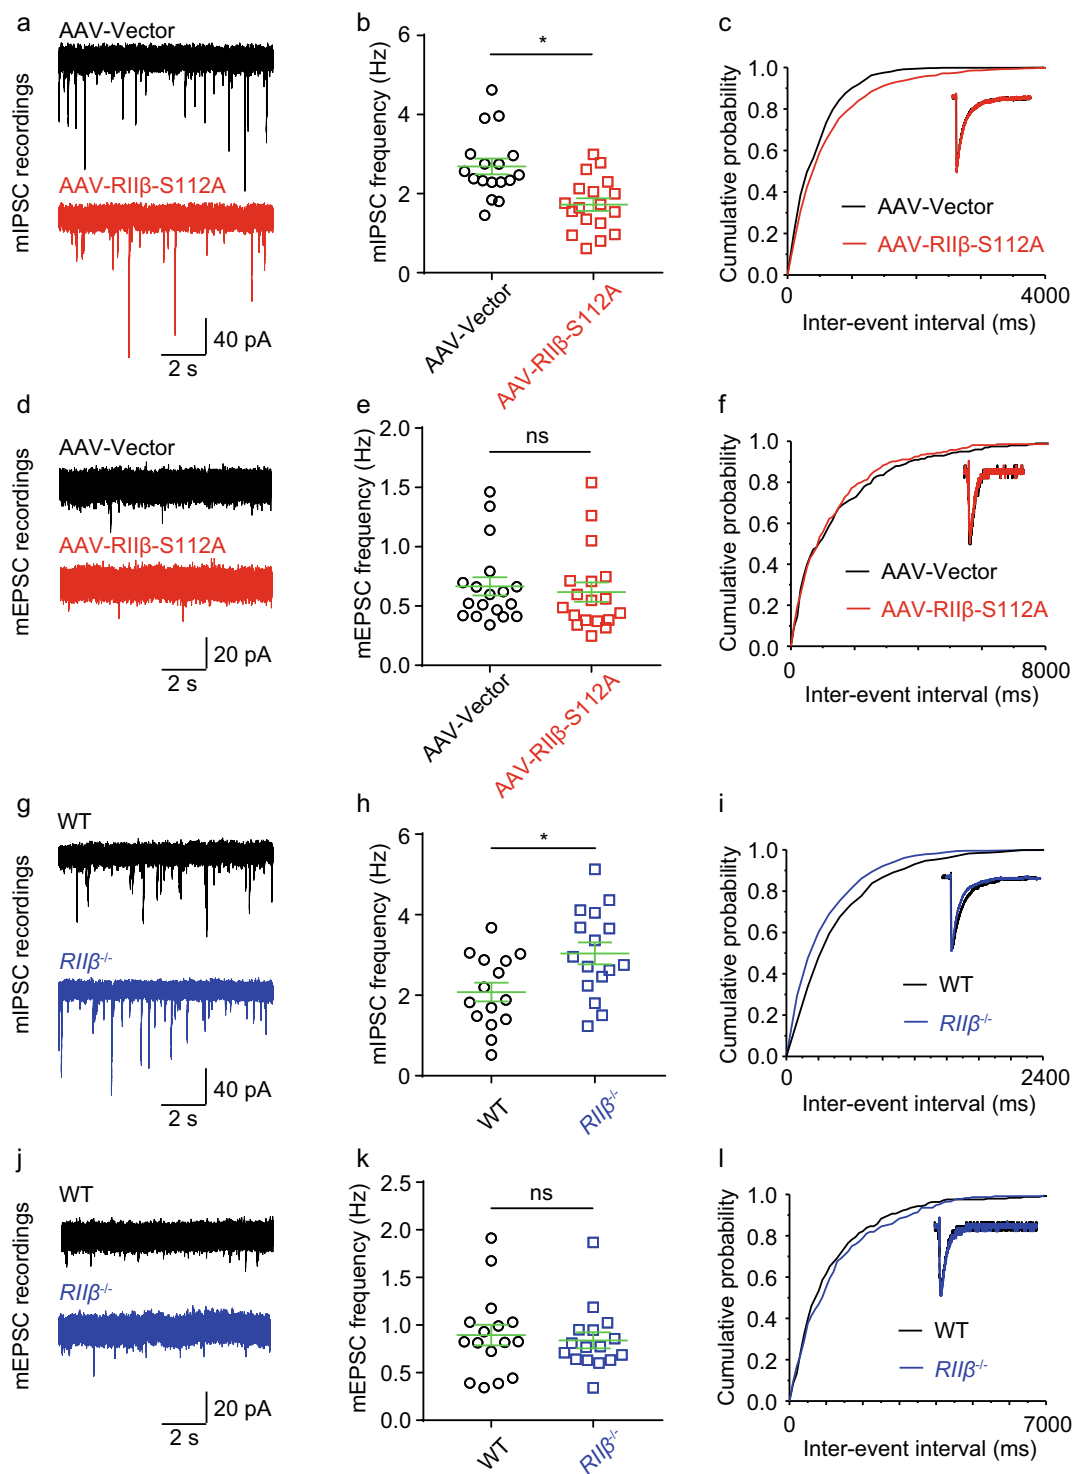 a
mIPSC recordings
AAV-Vector
AAV-RIIβ-S112A
40 pA
2 s
b
mIPSC frequency (Hz)
6
4
2
0
*
AAV-Vector
AAV-RIIβ-S112A
c
Cumulative probability
1.0
0.8
0.6
0.4
0.2
0.0
AAV-Vector
AAV-RIIβ-S112A
0
4000
Inter-event interval (ms)
d
mEPSC recordings
AAV-Vector
AAV-RIIβ-S112A
20 pA
2 s
e
mEPSC frequency (Hz)
2.0
1.5
1.0
0.5
0.0
ns
AAV-Vector
AAV-RIIβ-S112A
f
Cumulative probability
1.0
0.8
0.6
0.4
0.2
0.0
AAV-Vector
AAV-RIIβ-S112A
0
8000
Inter-event interval (ms)
g
mIPSC recordings
WT
RIIβ-/-
40 pA
2 s
h
mIPSC frequency (Hz)
6
4
2
0
*
WT
RIIβ-/-
i
Cumulative probability
1.0
0.8
0.6
0.4
0.2
0.0
WT
RIIβ-/-
0
2400
Inter-event interval (ms)
j
mEPSC recordings
WT
RIIβ-/-
20 pA
2 s
k
mEPSC frequency (Hz)
2.5
2.0
1.5
1.0
0.5
0.0
ns
WT
RIIβ-/-
l
Cumulative probability
1.0
0.8
0.6
0.4
0.2
0.0
WT
RIIβ-/-
0
7000
Inter-event interval (ms)